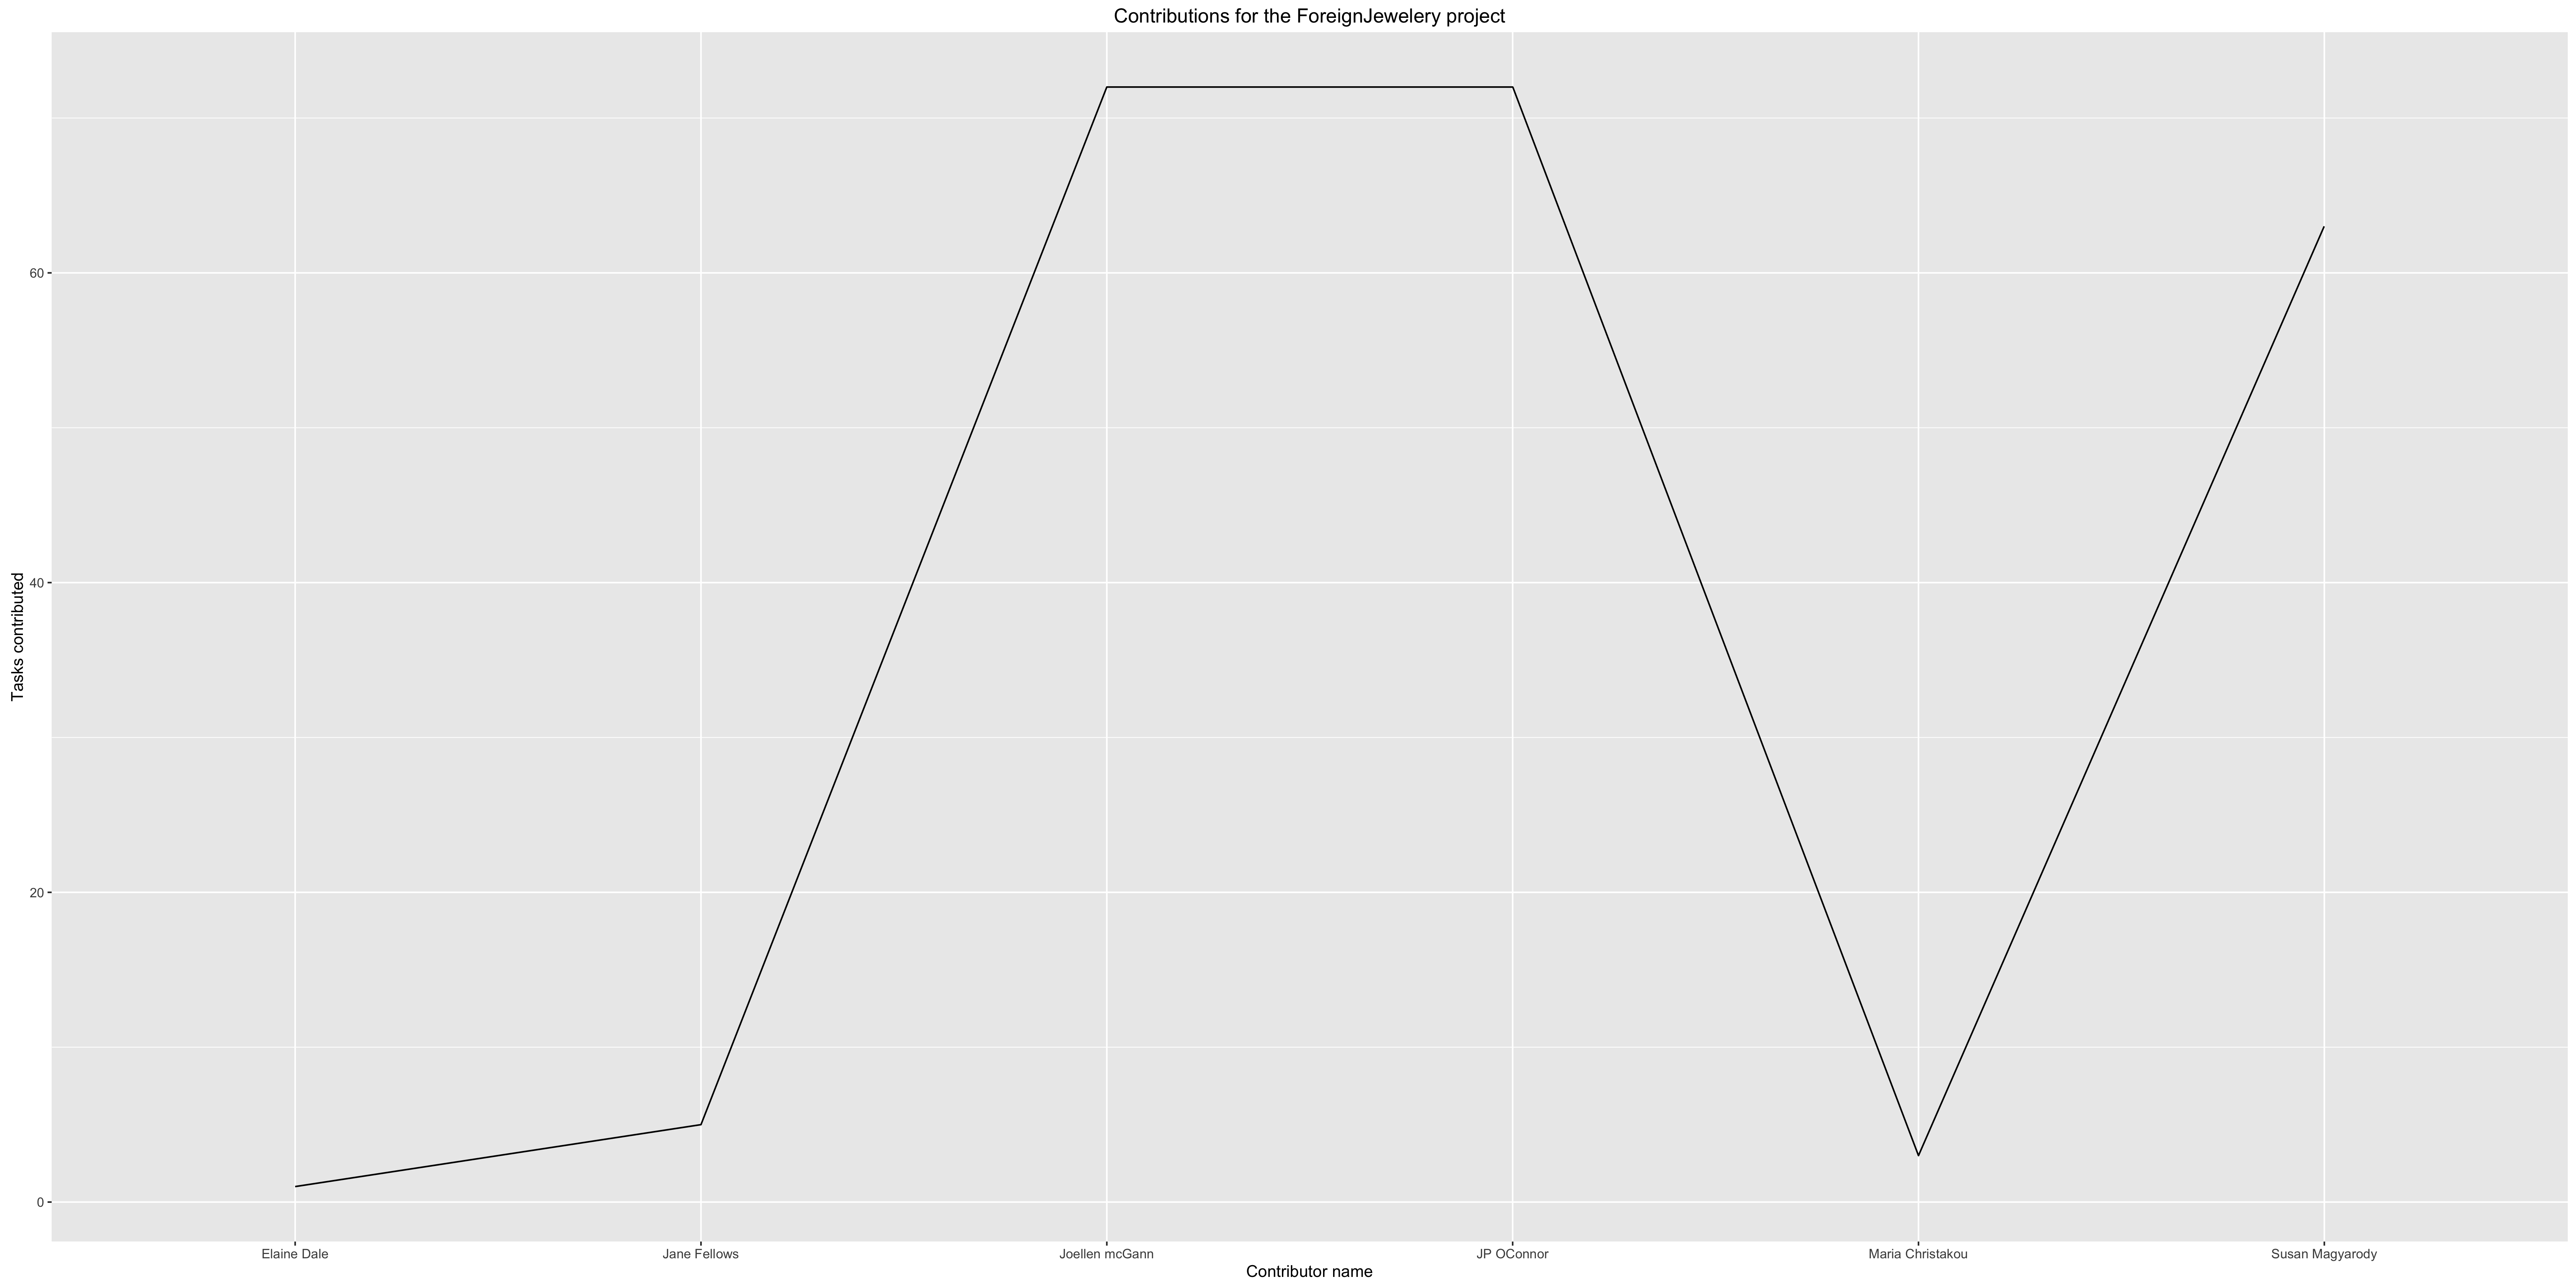 Contributions for the ForeignJewelery project
Tasks contributed
60
40
20
0
Elaine Dale
Jane Fellows
Joellen mcGann
JP OConnor
Maria Christakou
Susan Magyarody
Contributor name